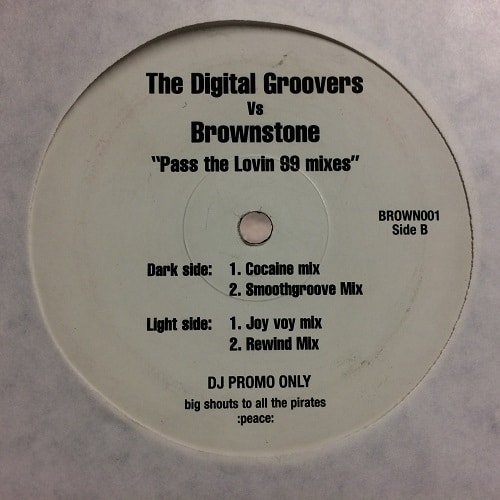 The Digital Groovers
Vs
Brownstone
"Pass the Lovin 99 mixes"
BROWN001
Side B
Dark side: 1. Cocaine mix
2. Smoothgroove Mix
Light side: 1. Joy voy mix
2. Rewind Mix
DJ PROMO ONLY
big shouts to all the pirates
:peace: